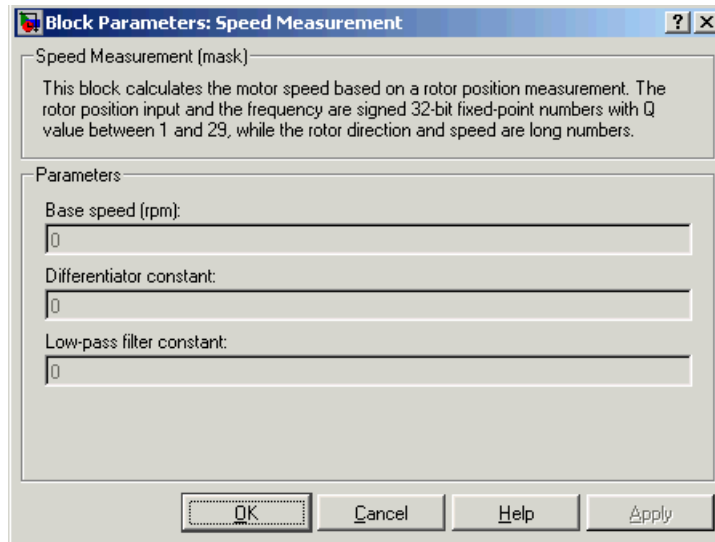 Block Parameters: Speed Measurement
Speed Measurement (mask)
This block calculates the motor speed based on a rotor position measurement. The
rotor position input and the frequency are signed 32-bit fixed-point numbers with Q
value between 1 and 29, while the rotor direction and speed are long numbers.
Parameters
Base speed (rpm):
0
Differentiator constant:
0
Low-pass filter constant:
0
OK Cancel Help Apply